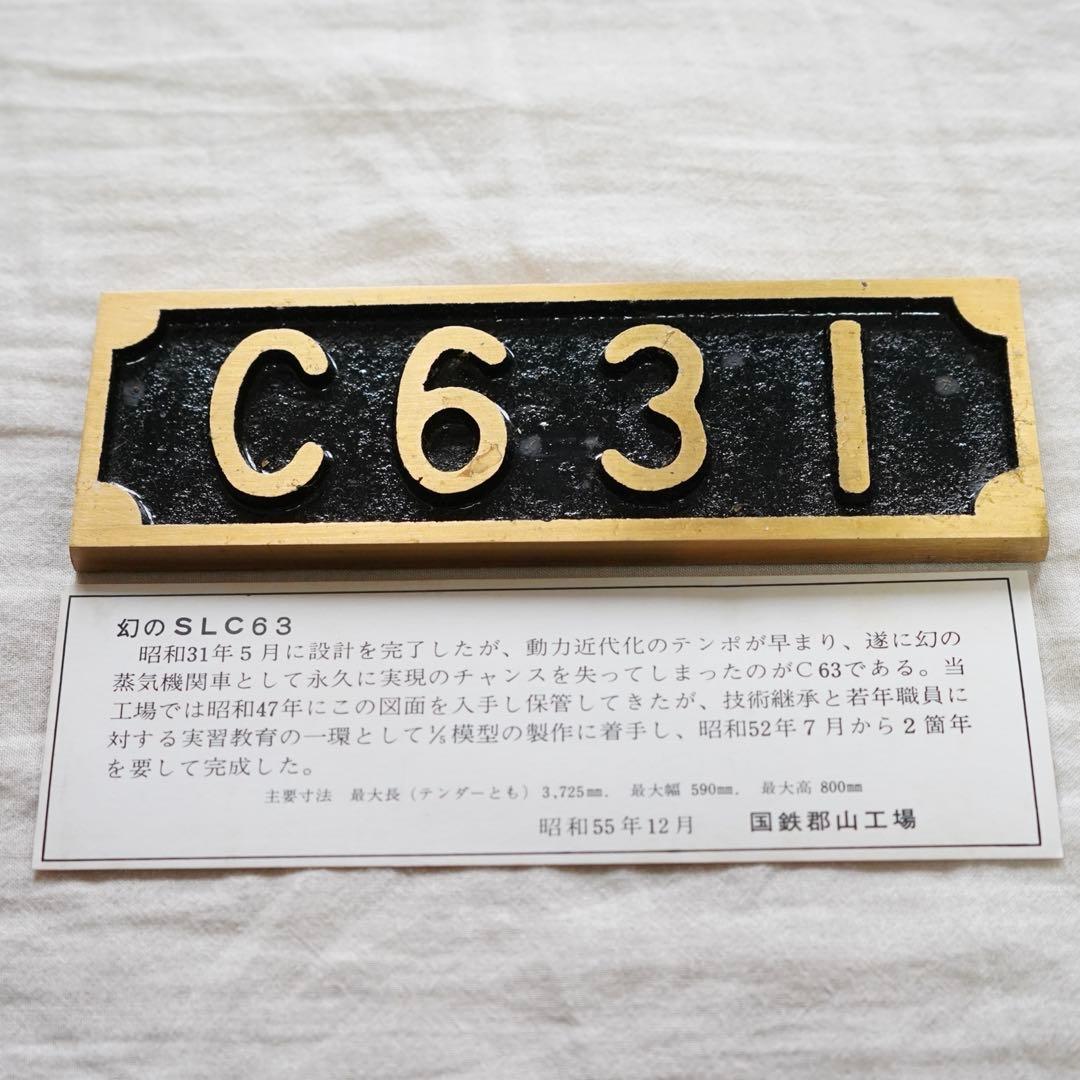 C631
幻のSLC63
昭和31年5月に設計を完了したが、動力近代化のテンポが早まり、遂に幻の
蒸気機関車として永久に実現のチャンスを失ってしまったのがC63である。当
工場では昭和47年にこの図面を入手し保管してきたが、技術継承と若年職員に
対する実習教育の一環として⅕模型の製作に着手し、昭和52年7月から2箇年
を要して完成した。
主要寸法 最大長(テンダーとも)3,725㎜. 最大幅 590㎜. 最大高 800㎜
昭和55年12月 国鉄郡山工場